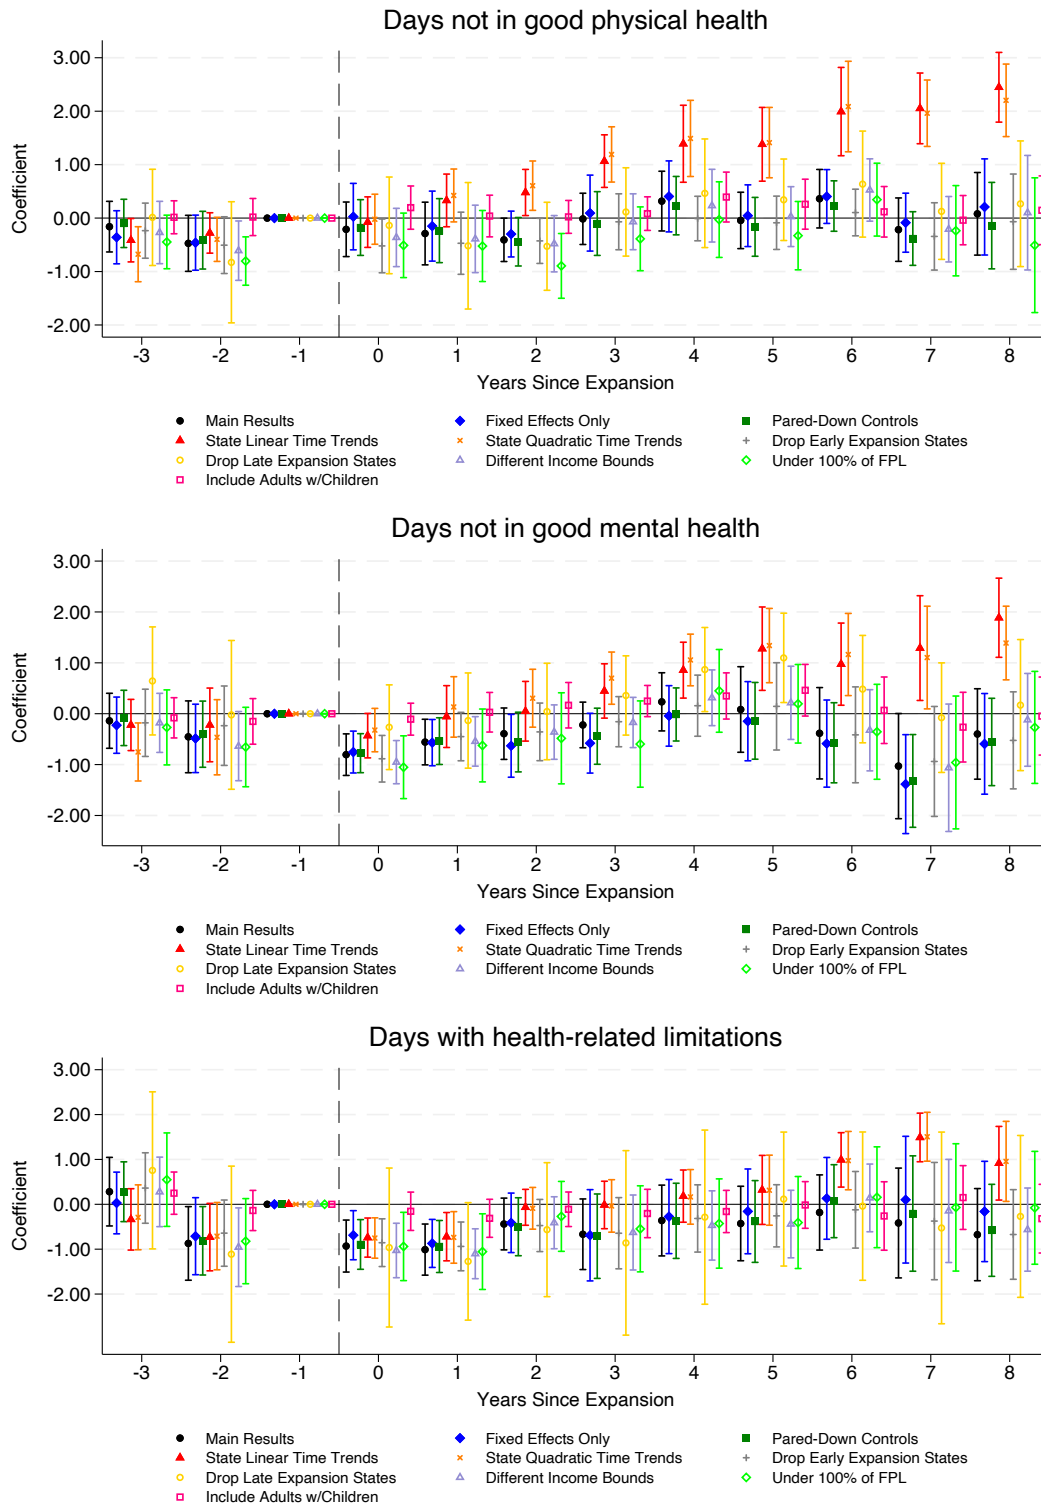 Days not in good physical health
3.00
2.00
1.00
0.00
-1.00
-2.00
Coefficient
-3 -2 -1 0 1 2 3 4 5 6 7 8
Years Since Expansion
Main Results Fixed Effects Only Pared-Down Controls
State Linear Time Trends State Quadratic Time Trends Drop Early Expansion States
Drop Late Expansion States Different Income Bounds Under 100% of FPL
Include Adults w/Children
Days not in good mental health
3.00
2.00
1.00
0.00
-1.00
-2.00
Coefficient
-3 -2 -1 0 1 2 3 4 5 6 7 8
Years Since Expansion
Main Results Fixed Effects Only Pared-Down Controls
State Linear Time Trends State Quadratic Time Trends Drop Early Expansion States
Drop Late Expansion States Different Income Bounds Under 100% of FPL
Include Adults w/Children
Days with health-related limitations
3.00
2.00
1.00
0.00
-1.00
-2.00
Coefficient
-3 -2 -1 0 1 2 3 4 5 6 7 8
Years Since Expansion
Main Results Fixed Effects Only Pared-Down Controls
State Linear Time Trends State Quadratic Time Trends Drop Early Expansion States
Drop Late Expansion States Different Income Bounds Under 100% of FPL
Include Adults w/Children